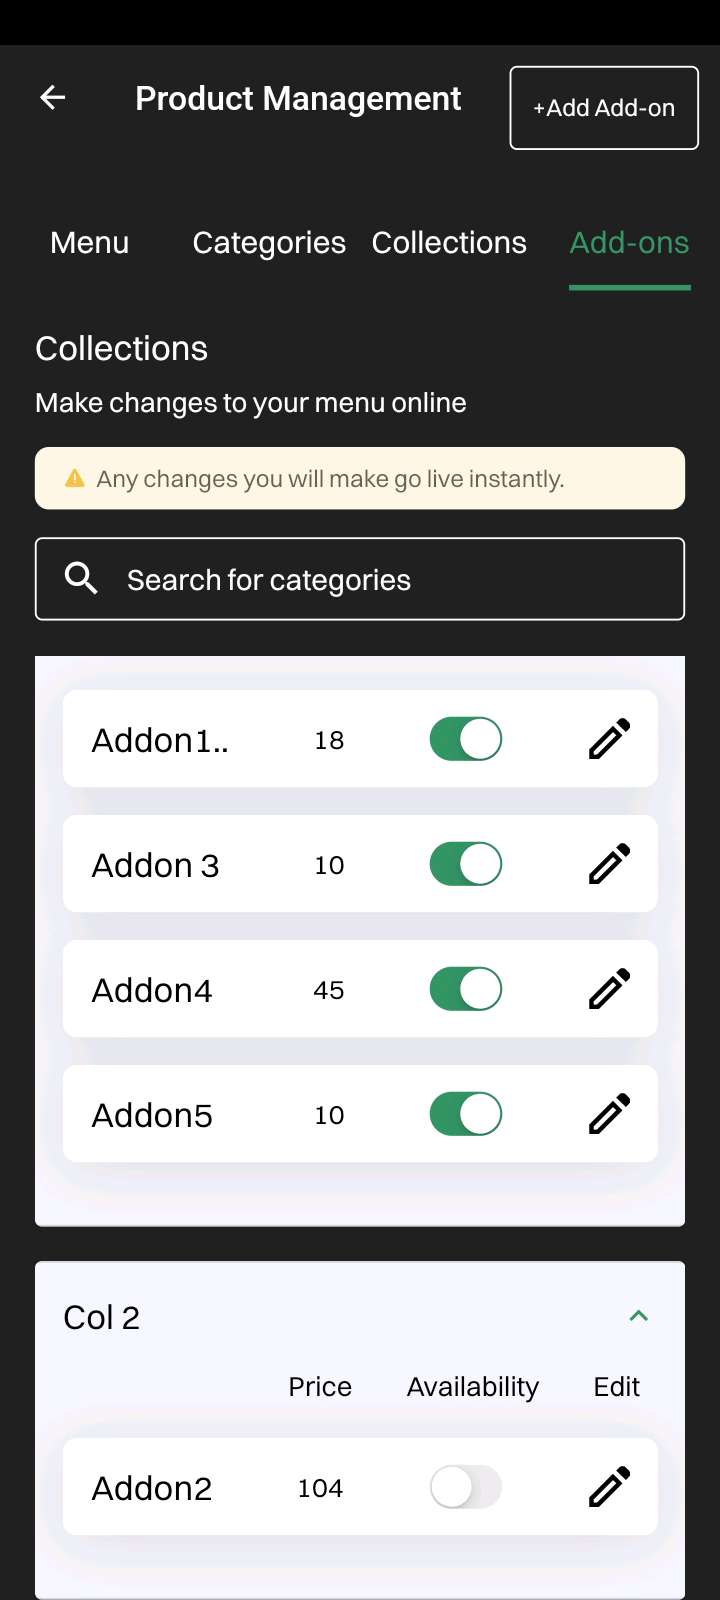 Product Management
+Add Add-on
Menu Categories Collections Add-ons
Collections
Make changes to your menu online
Any changes you will make go live instantly.
Search for categories
Addon1.. 18
Addon 3 10
Addon4 45
Addon5 10
Col 2
Price Availability Edit
Addon2 104